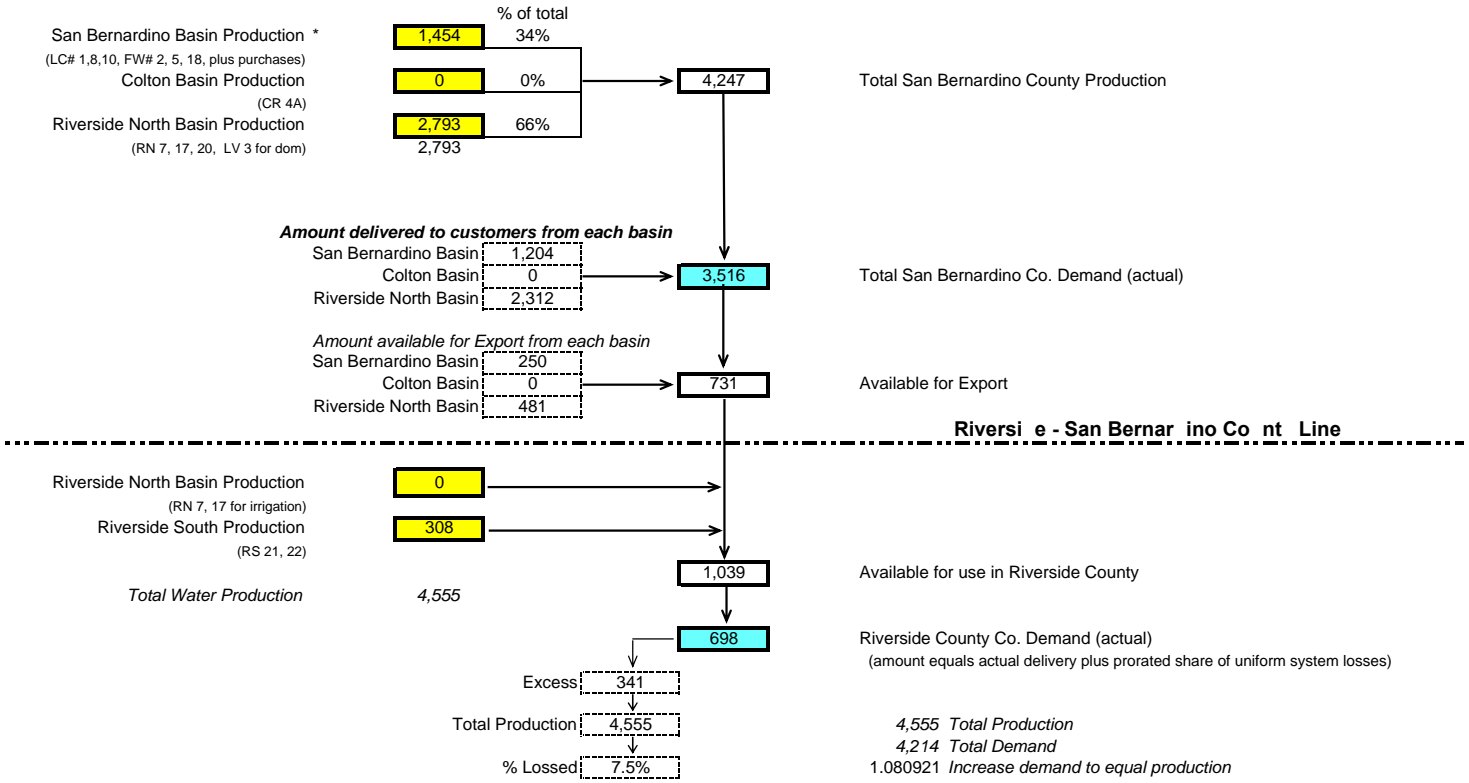 % of total
San Bernardino Basin Production * 1,454 34%
(LC# 1,8,10, FW# 2, 5, 18, plus purchases)
Colton Basin Production 0 0% 4,247 Total San Bernardino County Production
(CR 4A)
Riverside North Basin Production 2,793 66%
(RN 7, 17, 20, LV 3 for dom) 2,793
Amount delivered to customers from each basin
San Bernardino Basin 1,204
Colton Basin 0 3,516 Total San Bernardino Co. Demand (actual)
Riverside North Basin 2,312
Amount available for Export from each basin
San Bernardino Basin 250
Colton Basin 0 731 Available for Export
Riverside North Basin 481
Riversi e - San Bernar ino Co nt Line
Riverside North Basin Production 0
(RN 7, 17 for irrigation)
Riverside South Production 308
(RS 21, 22)
1,039 Available for use in Riverside County
Total Water Production 4,555
698 Riverside County Co. Demand (actual)
(amount equals actual delivery plus prorated share of uniform system losses)
Excess 341
Total Production 4,555 4,555 Total Production
4,214 Total Demand
% Lossed 7.5% 1.080921 Increase demand to equal production